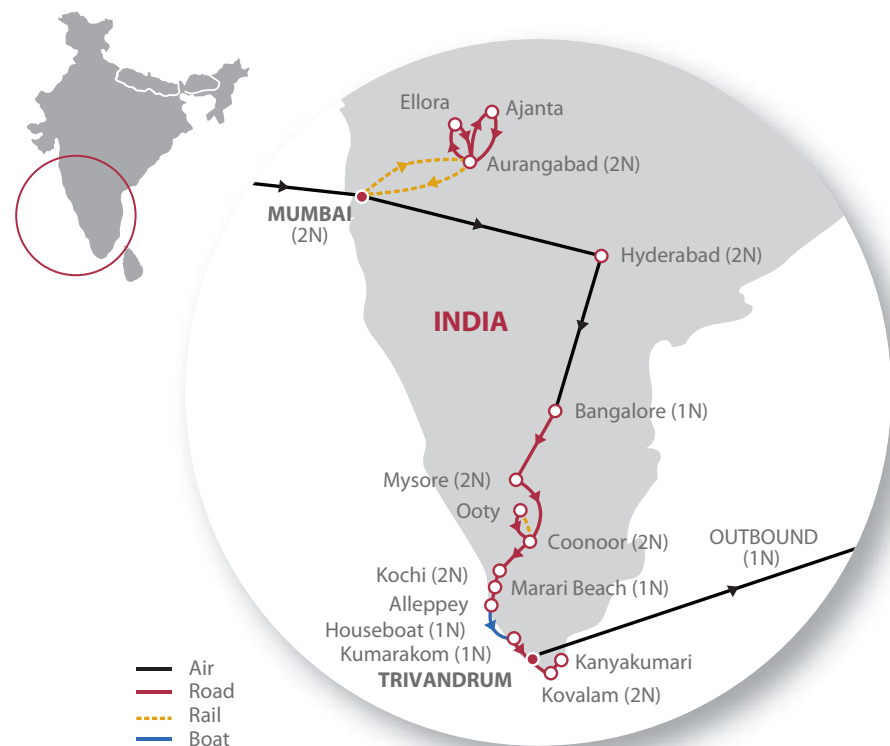 Ellora
Ajanta
Aurangabad (2N)
MUMBAI
(2N)
Hyderabad (2N)
INDIA
Bangalore (1N)
Mysore (2N)
Ooty
Coonoor (2N)
OUTBOUND
(1N)
Kochi (2N)
Marari Beach (1N)
Alleppey
Houseboat (1N)
Kumarakom (1N)
Kanyakumari
TRIVANDRUM
Kovalam (2N)
Air
Road
Rail
Boat